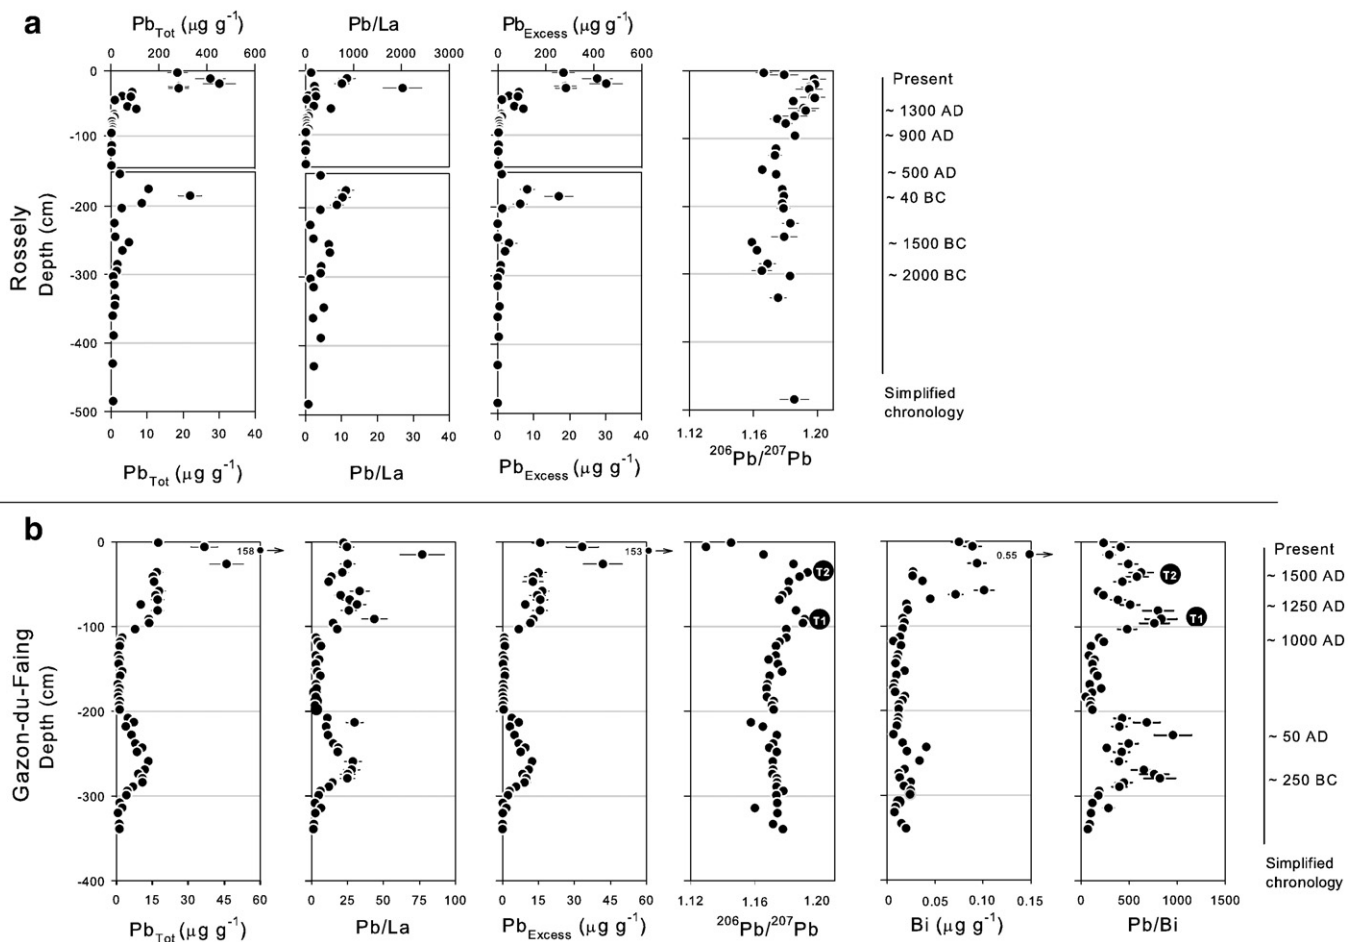 a
Pb_Tot (µg g⁻¹)
Pb/La
Pb_Excess (µg g⁻¹)
0 200 400 600
0 1000 2000 3000
0 200 400 600
0
-100
-200
-300
-400
-500
Rossely
Depth (cm)
Present
~ 1300 AD
~ 900 AD
~ 500 AD
~ 40 BC
~ 1500 BC
~ 2000 BC
Simplified
chronology
0 10 20 30 40
0 10 20 30 40
0 10 20 30 40
1.12 1.16 1.20
Pb_Tot (µg g⁻¹)
Pb/La
Pb_Excess (µg g⁻¹)
²⁰⁶Pb/²⁰⁷Pb
b
0
-100
-200
-300
-400
Gazon-du-Faing
Depth (cm)
158
153
T2
T1
0.55
T2
T1
Present
~ 1500 AD
~ 1250 AD
~ 1000 AD
~ 50 AD
~ 250 BC
Simplified
chronology
0 15 30 45 60
0 25 50 75 100
0 15 30 45 60
1.12 1.16 1.20
0 0.05 0.10 0.15
0 500 1000 1500
Pb_Tot (µg g⁻¹)
Pb/La
Pb_Excess (µg g⁻¹)
²⁰⁶Pb/²⁰⁷Pb
Bi (µg g⁻¹)
Pb/Bi